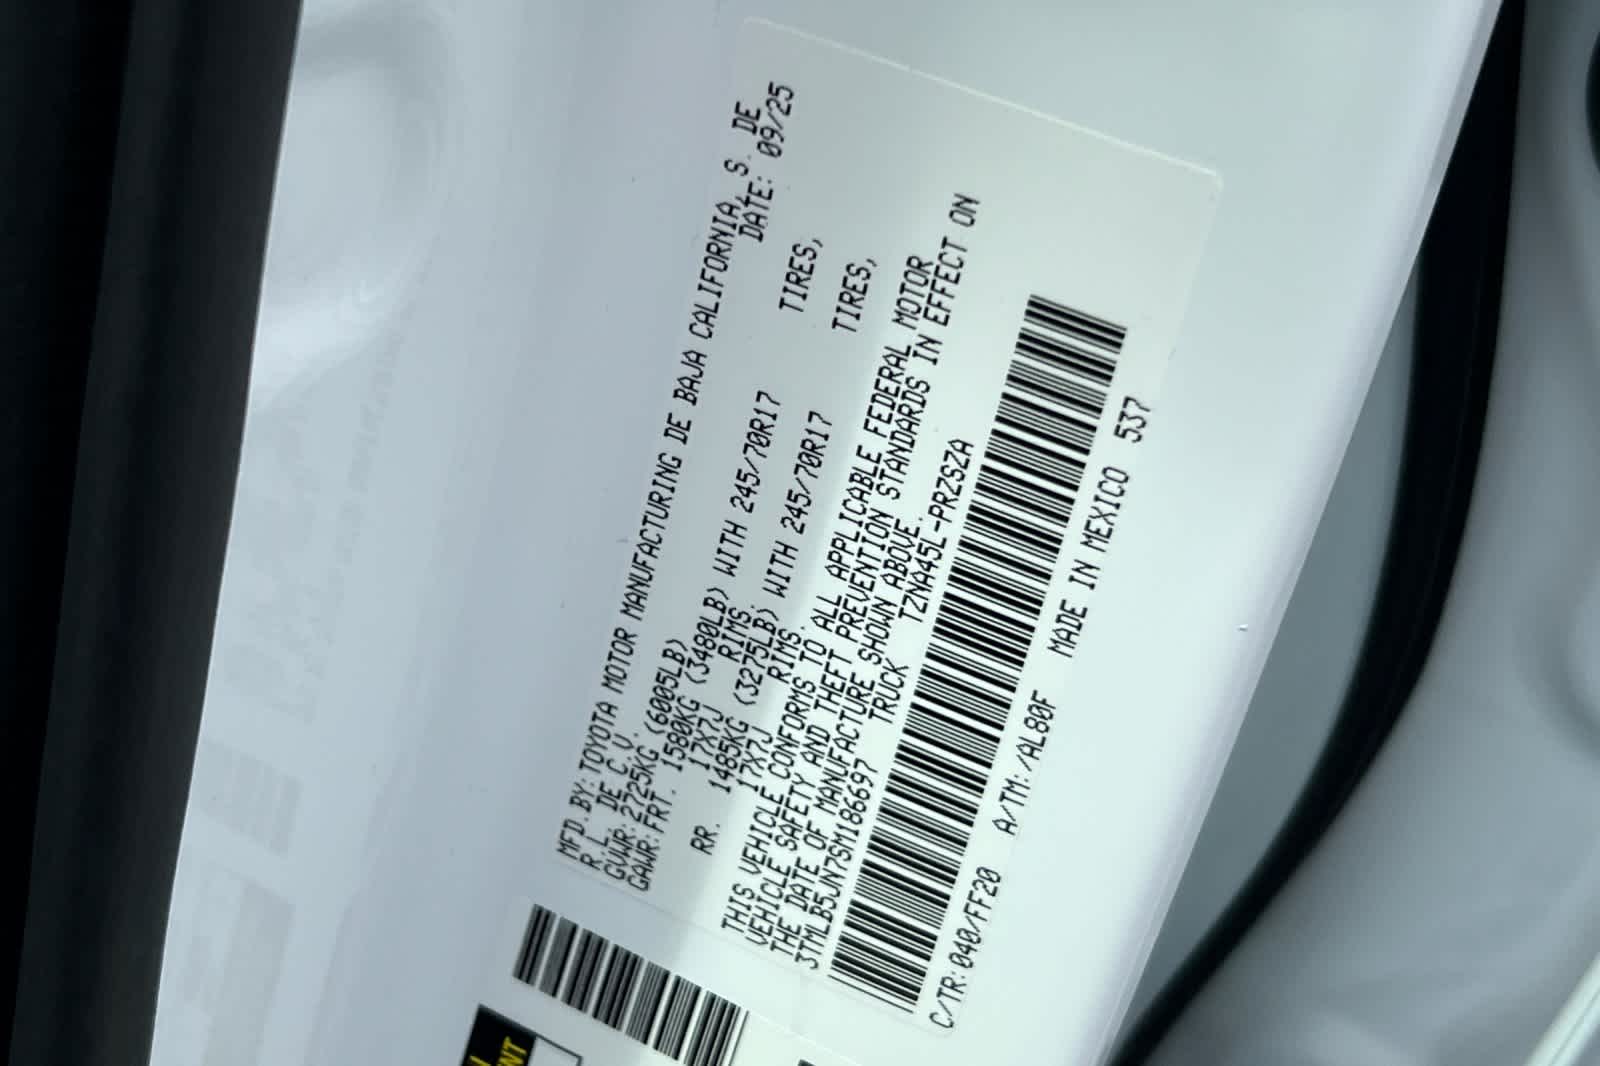 MFD.BY:TOYOTA MOTOR MANUFACTURING DE BAJA CALIFORNIA, S. DE
R.L. DE C.V. DATE: 09/25
GVWR:2725KG (6005LB)
GAWR:FRT. 1580KG (3480LB) WITH 245/70R17 TIRES,
17X7J RIMS.
RR. 1485KG (3275LB) WITH 245/70R17 TIRES,
17X7J RIMS.
THIS VEHICLE CONFORMS TO ALL APPLICABLE FEDERAL MOTOR
VEHICLE SAFETY AND THEFT PREVENTION STANDARDS IN EFFECT ON
THE DATE OF MANUFACTURE SHOWN ABOVE.
3TMLB5JN7SM186697 TRUCK TZNA45L-PRZSZA
C/TR:040/FF20 A/TM:/AL80F MADE IN MEXICO 537